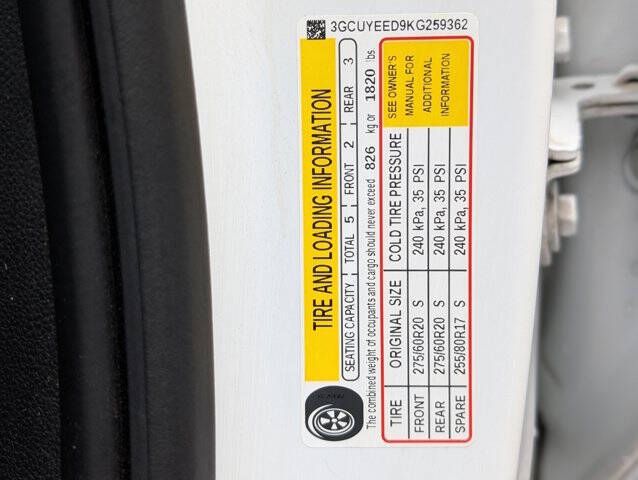 3GCUYEED9KG259362
TIRE AND LOADING INFORMATION
SEATING CAPACITY TOTAL 5 FRONT 2 REAR 3
The combined weight of occupants and cargo should never exceed 826 kg or 1820 lbs
TIRE ORIGINAL SIZE COLD TIRE PRESSURE SEE OWNER'S
FRONT 275/60R20 S 240 kPa, 35 PSI MANUAL FOR
REAR 275/60R20 S 240 kPa, 35 PSI ADDITIONAL
SPARE 255/80R17 S 240 kPa, 35 PSI INFORMATION